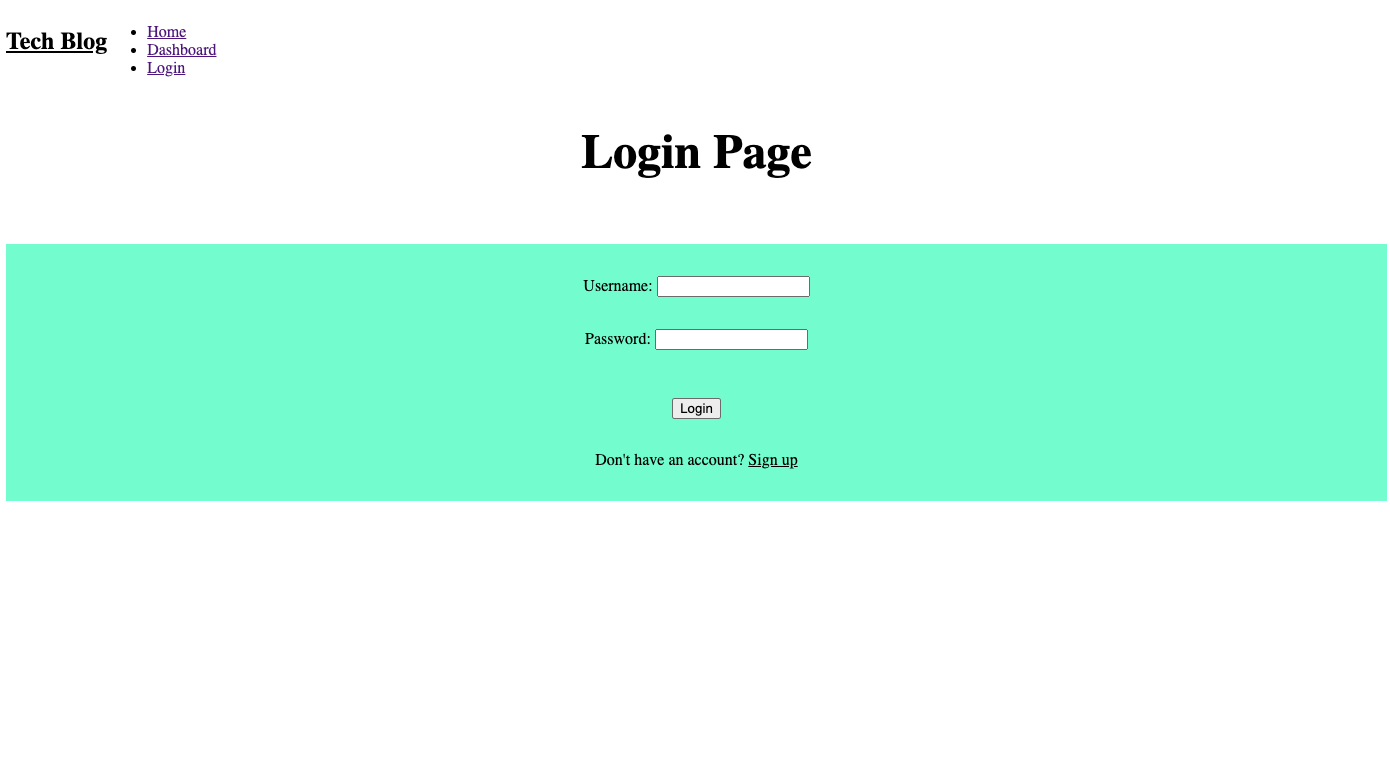 Tech Blog
Home
Dashboard
Login
Login Page
Username:
Password:
Login
Don't have an account? Sign up